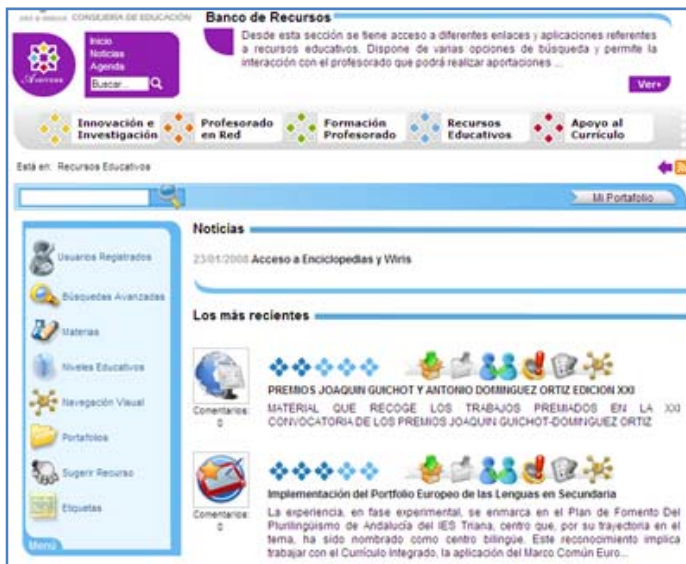 CONSEJERÍA DE EDUCACIÓN
Banco de Recursos
Desde esta sección se tiene acceso a diferentes enlaces y aplicaciones referentes
a recursos educativos. Dispone de varias opciones de búsqueda y permite la
interacción con el profesorado que podrá realizar aportaciones ...
Inicio
Noticias
Agenda
Buscar...
Ver+
Innovación e
Investigación
Profesorado
en Red
Formación
Profesorado
Recursos
Educativos
Apoyo al
Currículo
Está en: Recursos Educativos
Mi Portafolio
Usuarios Registrados
Búsquedas Avanzadas
Materias
Niveles Educativos
Navegación Visual
Portafolios
Sugerir Recurso
Etiquetas
Menú
Noticias
23/01/2008 Acceso a Enciclopedias y Wiris
Los más recientes
Comentarios:
0
PREMIOS JOAQUIN GUICHOT Y ANTONIO DOMINGUEZ ORTIZ EDICION XXI
MATERIAL QUE RECOGE LOS TRABAJOS PREMIADOS EN LA XXI
CONVOCATORIA DE LOS PREMIOS JOAQUIN GUICHOT-DOMINGUEZ ORTIZ
Comentarios:
0
Implementación del Portfolio Europeo de las Lenguas en Secundaria
La experiencia, en fase experimental, se enmarca en el Plan de Fomento Del
Plurilingüismo de Andalucía del IES Triana, centro que, por su trayectoria en el
tema, ha sido nombrado como centro bilingüe. Este reconocimiento implica
trabajar con el Currículo Integrado, la aplicación del Marco Común Euro...